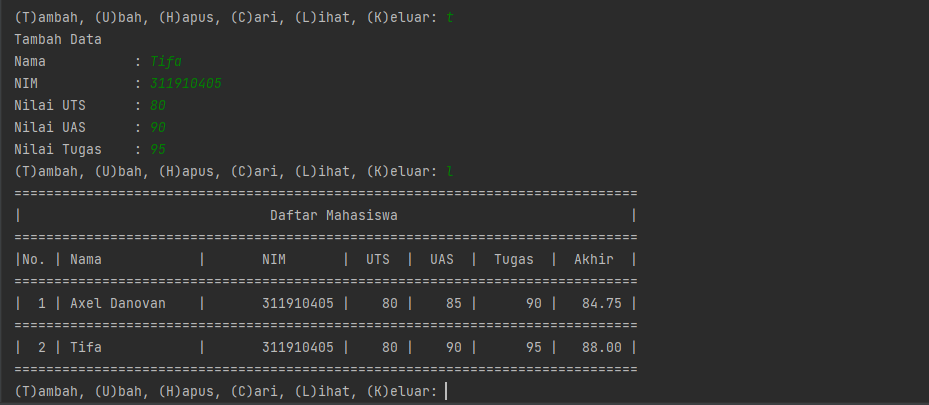 (T)ambah, (U)bah, (H)apus, (C)ari, (L)ihat, (K)eluar: t
Tambah Data
Nama           : Tifa
NIM            : 311910405
Nilai UTS      : 80
Nilai UAS      : 90
Nilai Tugas    : 95
(T)ambah, (U)bah, (H)apus, (C)ari, (L)ihat, (K)eluar: l
==============================================================================
|                               Daftar Mahasiswa                             |
==============================================================================
|No. | Nama            |       NIM       |  UTS  |  UAS  |  Tugas  |  Akhir  |
==============================================================================
|  1 | Axel Danovan    |       311910405 |    80 |    85 |      90 |   84.75 |
==============================================================================
|  2 | Tifa            |       311910405 |    80 |    90 |      95 |   88.00 |
==============================================================================
(T)ambah, (U)bah, (H)apus, (C)ari, (L)ihat, (K)eluar: